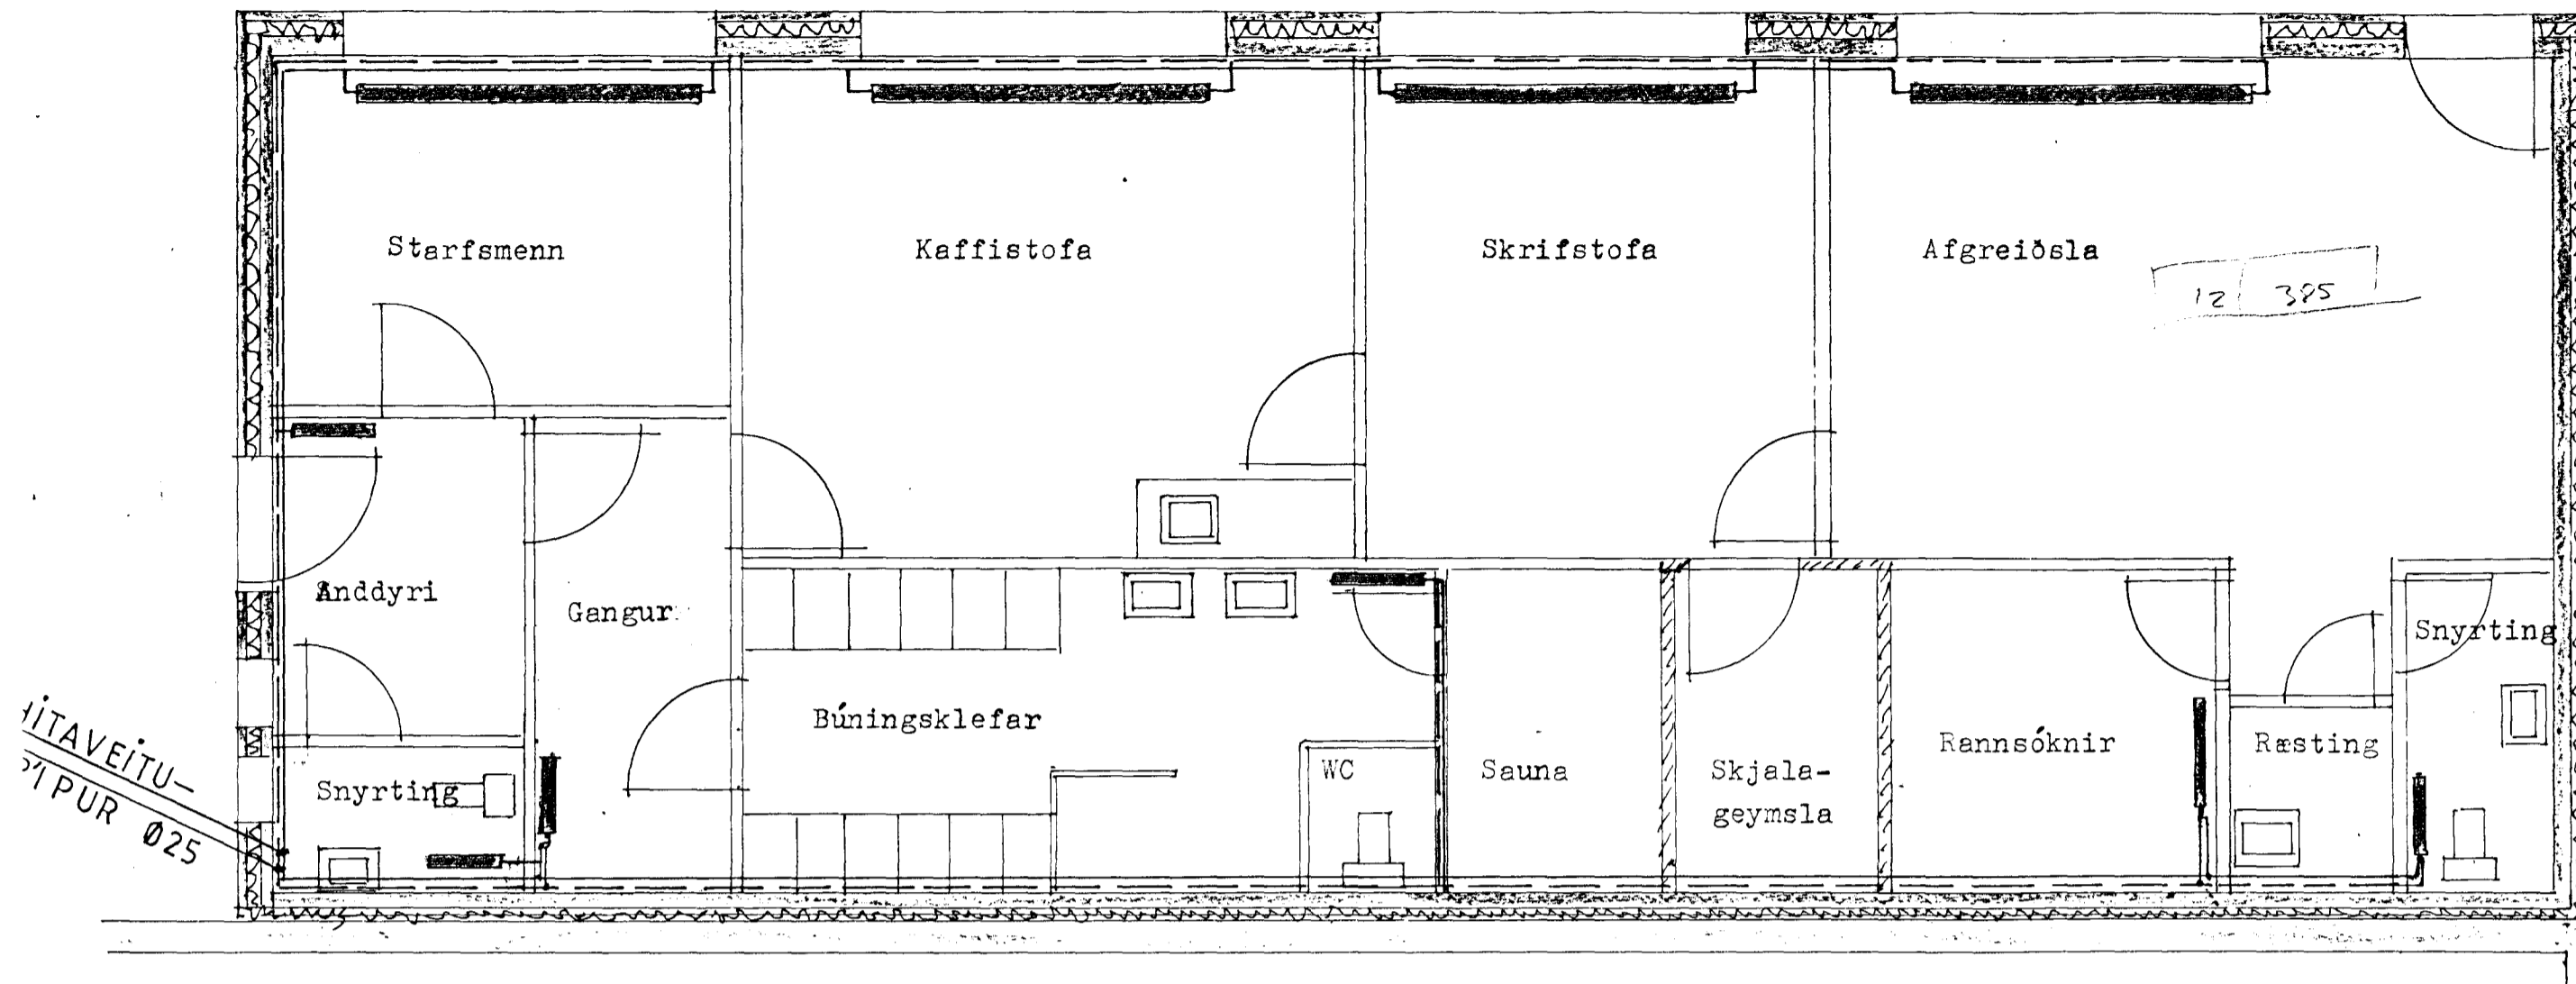 Starfsmenn
Kaffistofa
Skrifstofa
Afgreiðsla
12 385
Anddyri
Gangur
Snyrting
Búningsklefar
WC
Sauna
Skjala-
geymsla
Rannsóknir
Ræsting
Snyrting
HITAVEITU-
PÍPUR Ø25